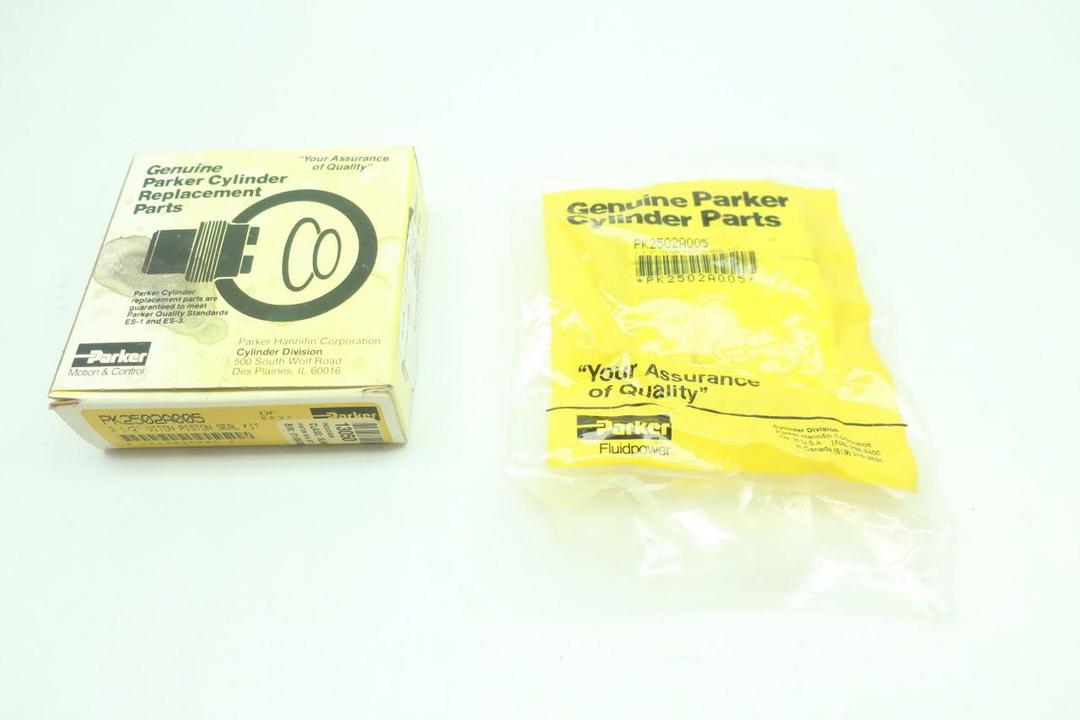 Genuine
Parker Cylinder
Replacement
Parts
"Your Assurance
of Quality"
Parker Cylinder
replacement parts are
guaranteed to meet
Parker Quality Standards
ES-1 and ES-3.
Parker Hannifin Corporation
Cylinder Division
500 South Wolf Road
Des Plaines, IL 60016
Parker
Motion & Control
PK2502A005
PISTON SEAL KIT
Parker
Genuine Parker
Cylinder Parts
PK2502A005
*PK2502A005*
"Your Assurance
of Quality"
Parker
Fluidpower
Cylinder Division
Parker-Hannifin Corporation